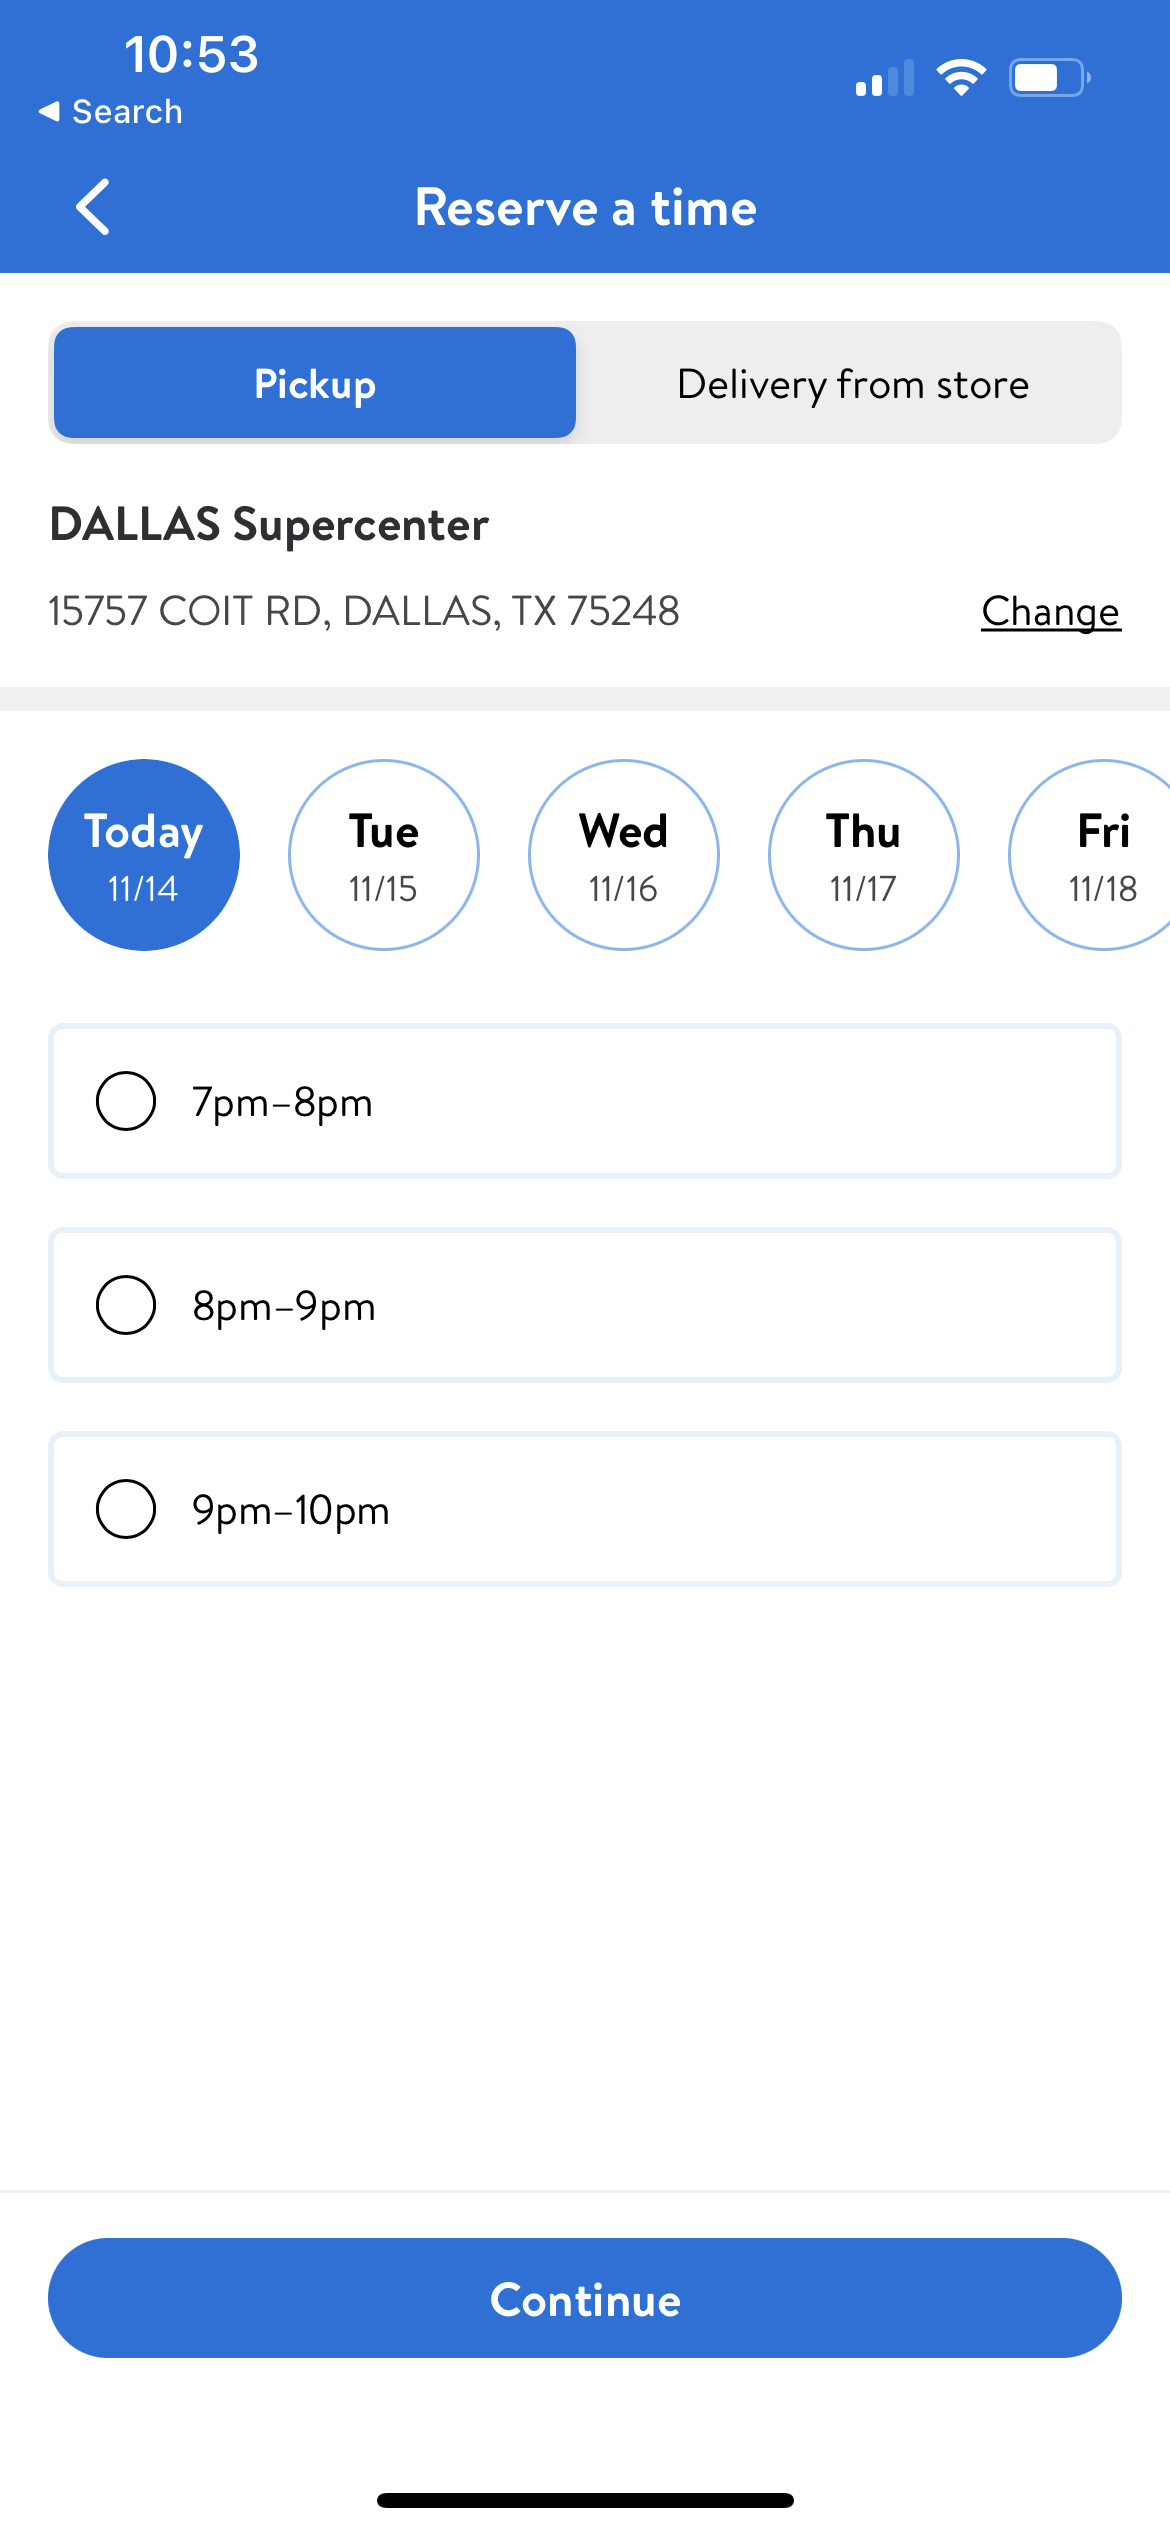 10:53
Search
Reserve a time
Pickup
Delivery from store
DALLAS Supercenter
15757 COIT RD, DALLAS, TX 75248
Change
Today
11/14
Tue
11/15
Wed
11/16
Thu
11/17
Fri
11/18
7pm–8pm
8pm–9pm
9pm–10pm
Continue